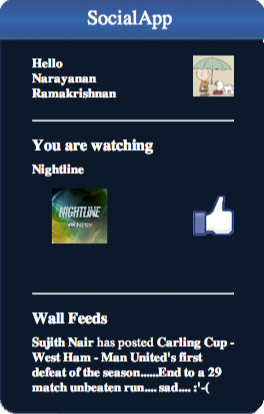 SocialApp
Hello
Narayanan
Ramakrishnan
You are watching
Nightline
NIGHTLINE
Wall Feeds
Sujith Nair has posted Carling Cup -
West Ham - Man United's first
defeat of the season......End to a 29
match unbeaten run.... sad.... :'-(